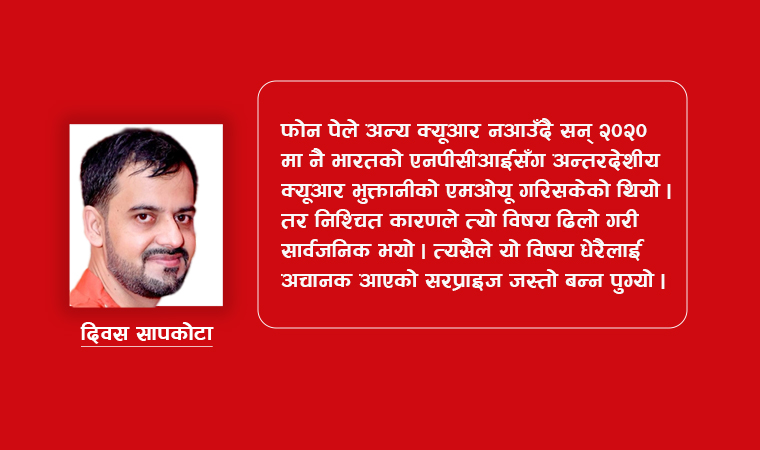 फोन पेले अन्य क्यूआर नआउँदै सन् २०२०
मा नै भारतको एनपीसीआईसँग अन्तरदेशीय
क्यूआर भुक्तानीको एमओयू गरिसकेको थियो ।
तर निश्चित कारणले त्यो विषय ढिलो गरी
सार्वजनिक भयो । त्यसैले यो विषय धेरैलाई
अचानक आएको सरप्राइज जस्तो बन्न पुग्यो ।
दिवस सापकोटा